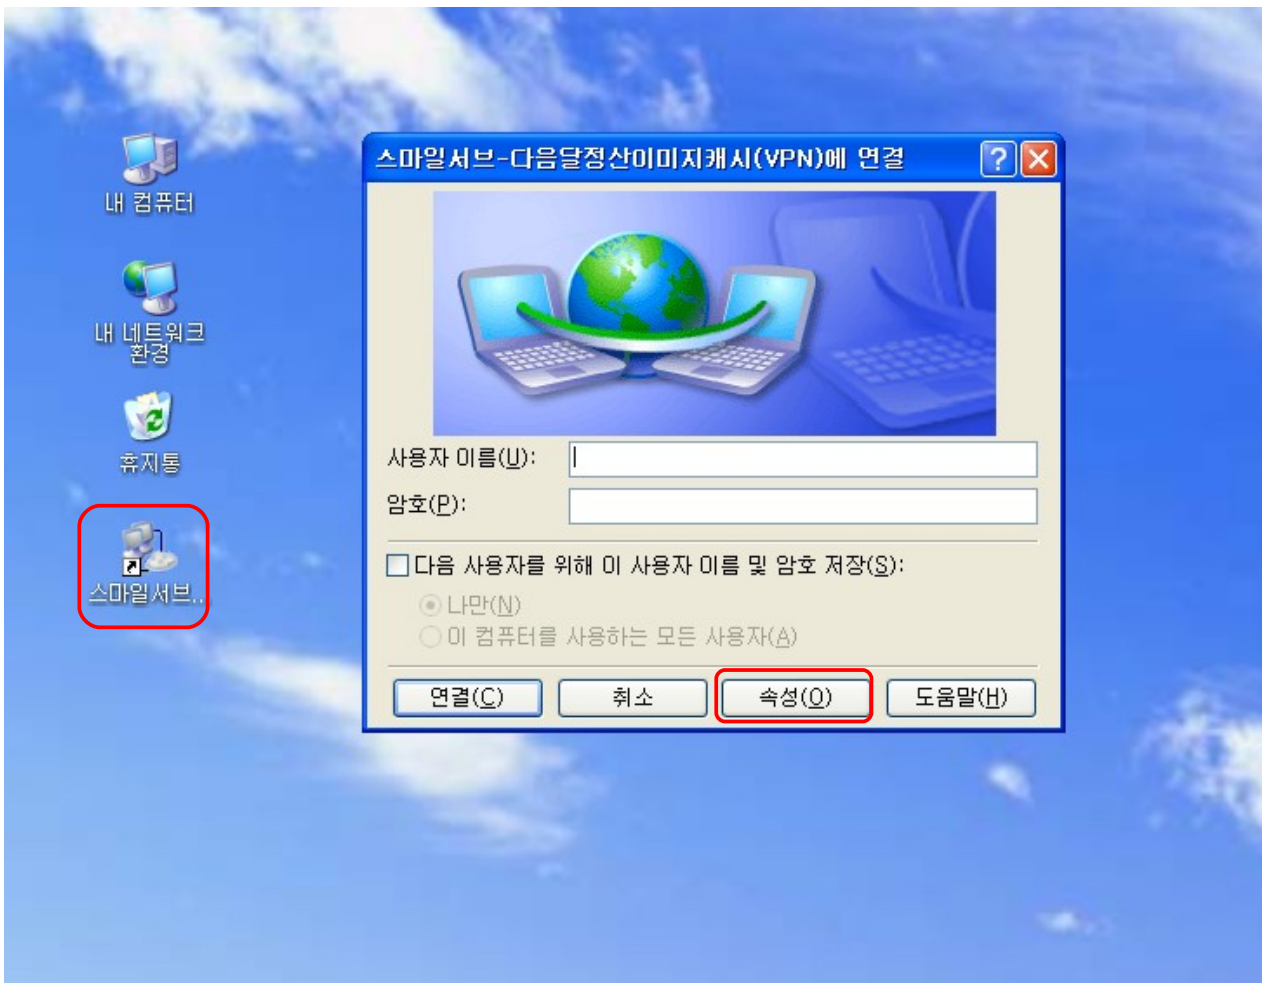 내 컴퓨터
내 네트워크
환경
휴지통
스마일서브..
스마일서브-다음달정산이미지캐시(VPN)에 연결
사용자 이름(U):
암호(P):
다음 사용자를 위해 이 사용자 이름 및 암호 저장(S):
나만(N)
이 컴퓨터를 사용하는 모든 사용자(A)
연결(C) 취소 속성(O) 도움말(H)